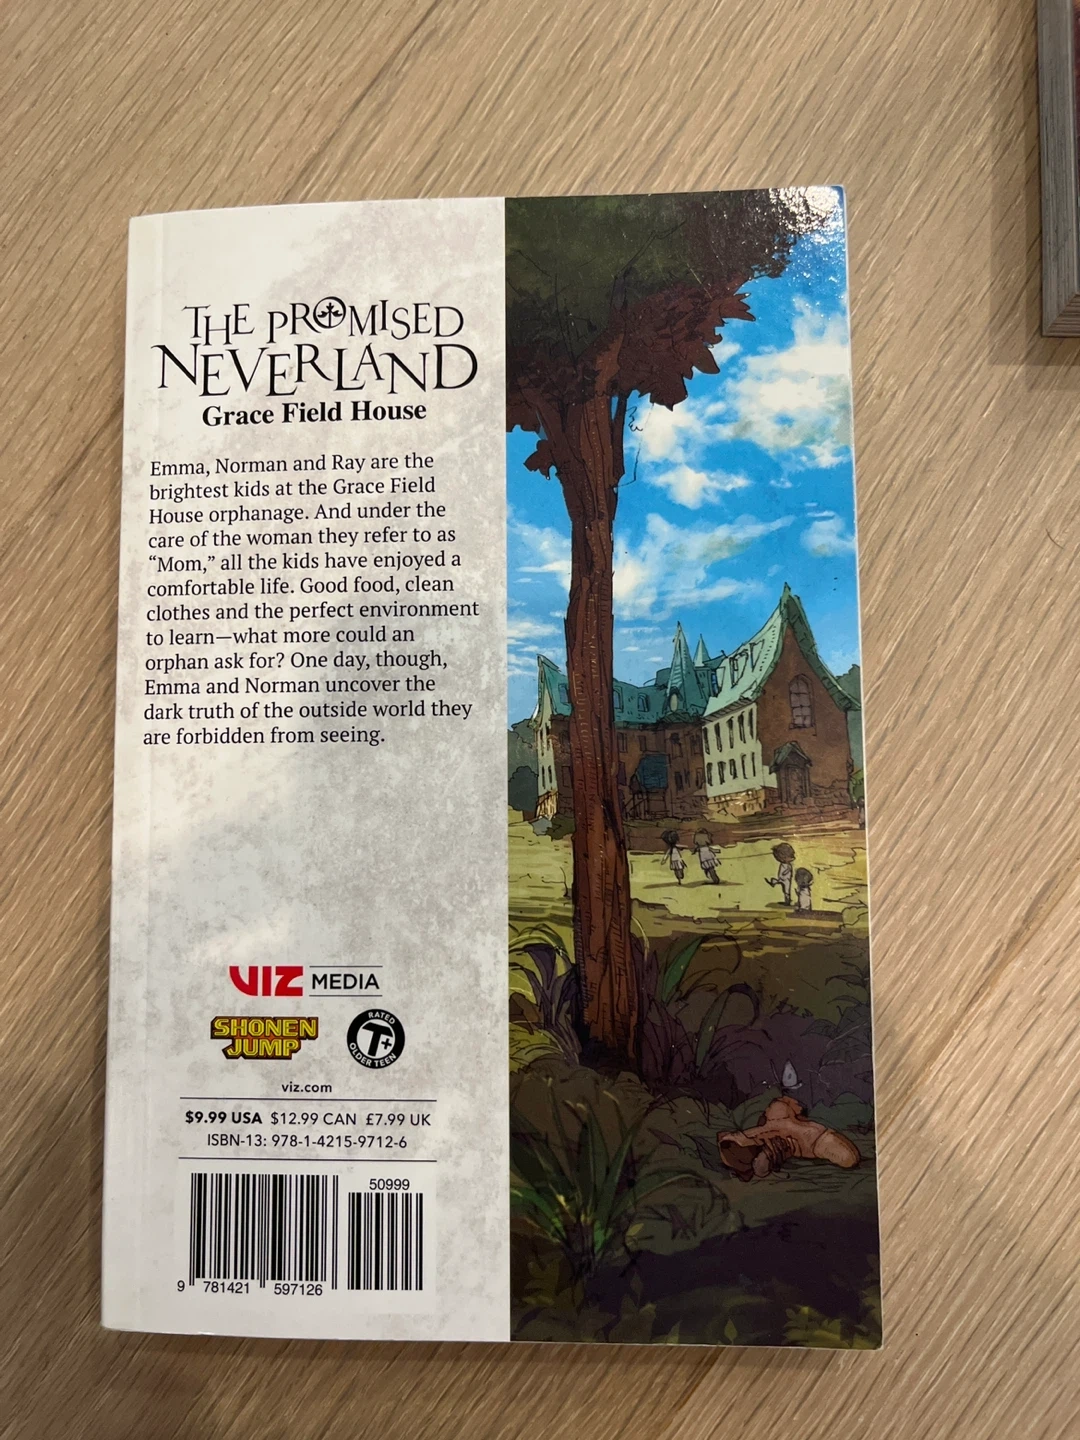 THE PROMISED
NEVERLAND
Grace Field House
Emma, Norman and Ray are the
brightest kids at the Grace Field
House orphanage. And under the
care of the woman they refer to as
“Mom,” all the kids have enjoyed a
comfortable life. Good food, clean
clothes and the perfect environment
to learn—what more could an
orphan ask for? One day, though,
Emma and Norman uncover the
dark truth of the outside world they
are forbidden from seeing.
VIZ MEDIA
SHONEN
JUMP
RATED
T+
OLDER TEEN
viz.com
$9.99 USA $12.99 CAN £7.99 UK
ISBN-13: 978-1-4215-9712-6
50999
9 781421 597126